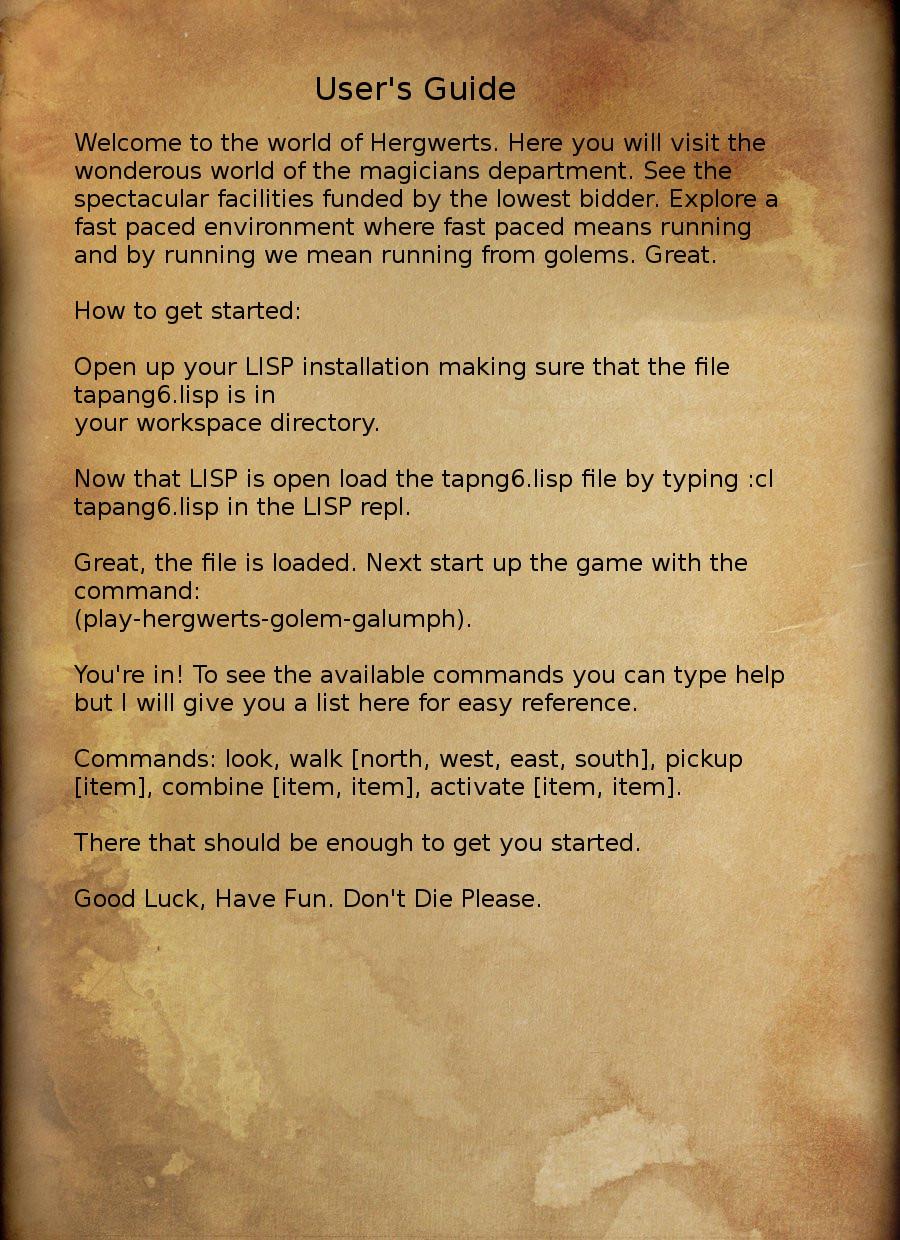 User's Guide
Welcome to the world of Hergwerts. Here you will visit the
wonderous world of the magicians department. See the
spectacular facilities funded by the lowest bidder. Explore a
fast paced environment where fast paced means running
and by running we mean running from golems. Great.
How to get started:
Open up your LISP installation making sure that the file
tapang6.lisp is in
your workspace directory.
Now that LISP is open load the tapng6.lisp file by typing :cl
tapang6.lisp in the LISP repl.
Great, the file is loaded. Next start up the game with the
command:
(play-hergwerts-golem-galumph).
You're in! To see the available commands you can type help
but I will give you a list here for easy reference.
Commands: look, walk [north, west, east, south], pickup
[item], combine [item, item], activate [item, item].
There that should be enough to get you started.
Good Luck, Have Fun. Don't Die Please.